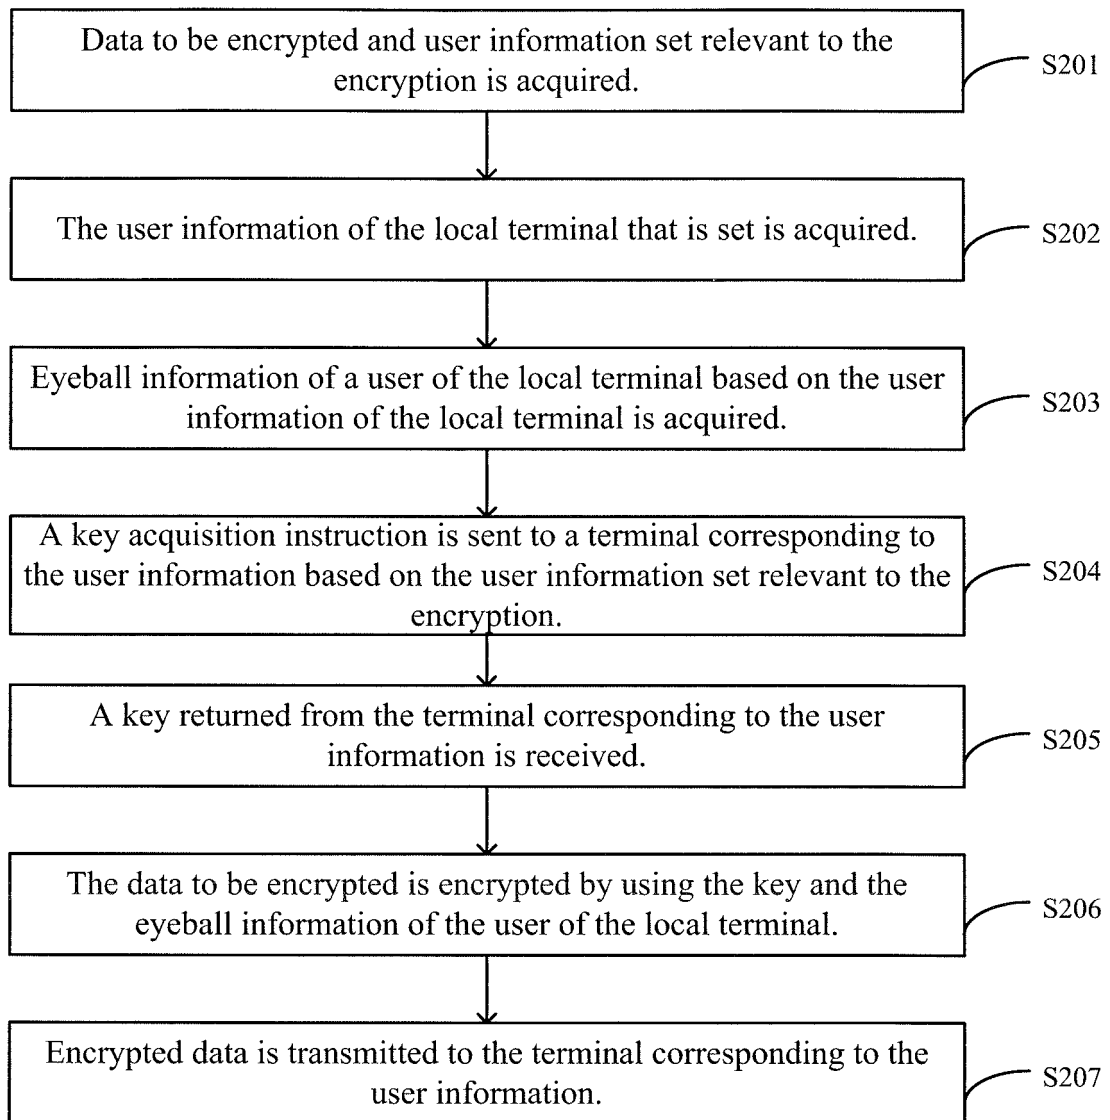 Data to be encrypted and user information set relevant to the
encryption is acquired.
S201
The user information of the local terminal that is set is acquired.
S202
Eyeball information of a user of the local terminal based on the user
information of the local terminal is acquired.
S203
A key acquisition instruction is sent to a terminal corresponding to
the user information based on the user information set relevant to the
encryption.
S204
A key returned from the terminal corresponding to the user
information is received.
S205
The data to be encrypted is encrypted by using the key and the
eyeball information of the user of the local terminal.
S206
Encrypted data is transmitted to the terminal corresponding to the
user information.
S207